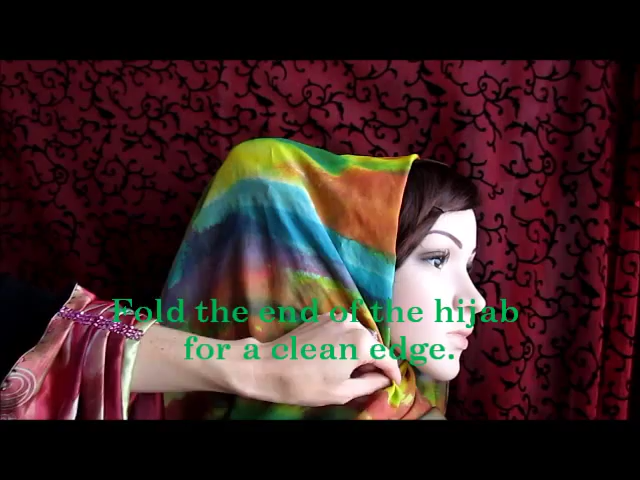 Fold the end of the hijab
for a clean edge.